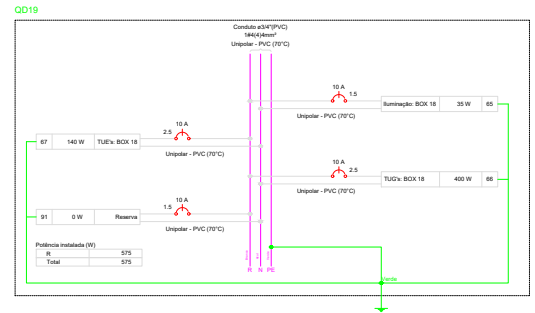 QD19
Conduto ø3/4"(PVC)
1#4(4)4mm²
Unipolar - PVC (70°C)
10 A
1.5
Iluminação: BOX 18 35 W 65
Unipolar - PVC (70°C)
10 A
2.5
67 140 W TUE's: BOX 18
Unipolar - PVC (70°C)
10 A
2.5
TUG's: BOX 18 400 W 66
Unipolar - PVC (70°C)
10 A
1.5
91 0 W Reserva
Unipolar - PVC (70°C)
Potência instalada (W)
R 575
Total 575
R N PE
Verde